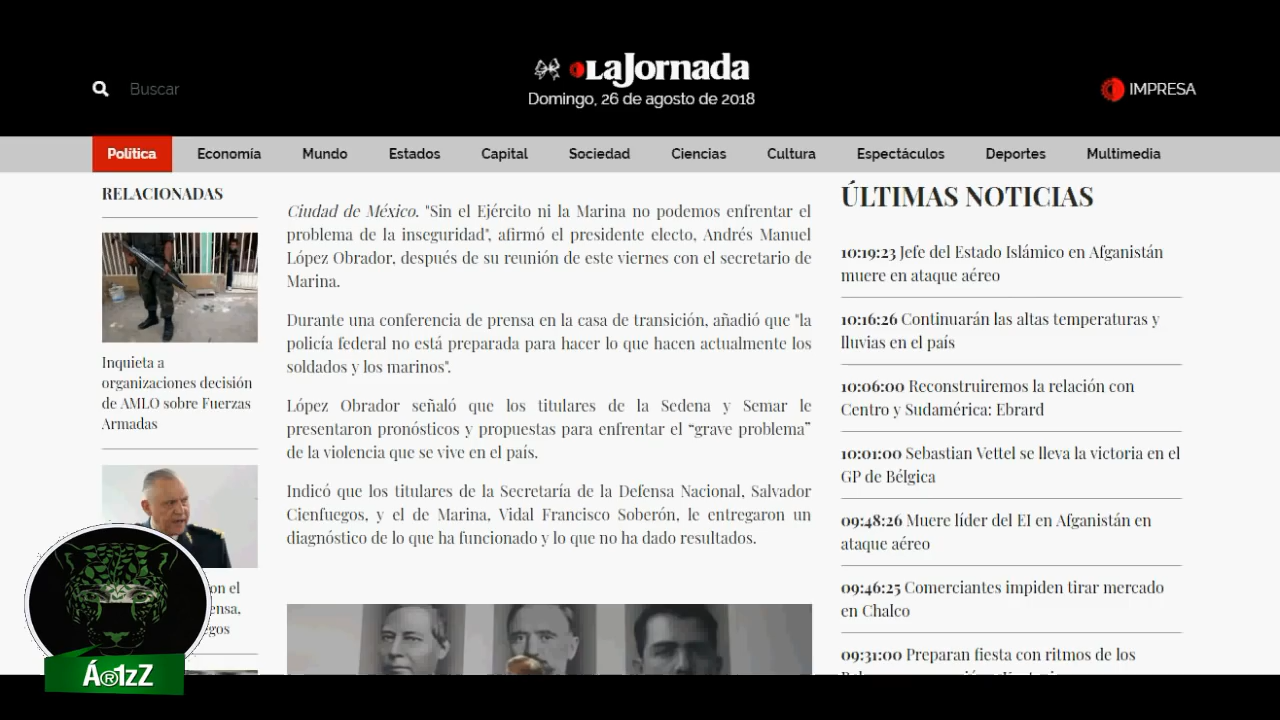 Buscar
LaJornada
Domingo, 26 de agosto de 2018
IMPRESA
Política Economía Mundo Estados Capital Sociedad Ciencias Cultura Espectáculos Deportes Multimedia
RELACIONADAS
Inquieta a
organizaciones decisión
de AMLO sobre Fuerzas
Armadas
on el
ensa,
egos
Ciudad de México. "Sin el Ejército ni la Marina no podemos enfrentar el
problema de la inseguridad", afirmó el presidente electo, Andrés Manuel
López Obrador, después de su reunión de este viernes con el secretario de
Marina.
Durante una conferencia de prensa en la casa de transición, añadió que "la
policía federal no está preparada para hacer lo que hacen actualmente los
soldados y los marinos".
López Obrador señaló que los titulares de la Sedena y Semar le
presentaron pronósticos y propuestas para enfrentar el “grave problema”
de la violencia que se vive en el país.
Indicó que los titulares de la Secretaría de la Defensa Nacional, Salvador
Cienfuegos, y el de Marina, Vidal Francisco Soberón, le entregaron un
diagnóstico de lo que ha funcionado y lo que no ha dado resultados.
ÚLTIMAS NOTICIAS
10:19:23 Jefe del Estado Islámico en Afganistán
muere en ataque aéreo
10:16:26 Continuarán las altas temperaturas y
lluvias en el país
10:06:00 Reconstruiremos la relación con
Centro y Sudamérica: Ebrard
10:01:00 Sebastian Vettel se lleva la victoria en el
GP de Bélgica
09:48:26 Muere líder del EI en Afganistán en
ataque aéreo
09:46:25 Comerciantes impiden tirar mercado
en Chalco
09:31:00 Preparan fiesta con ritmos de los
Á®1zZ